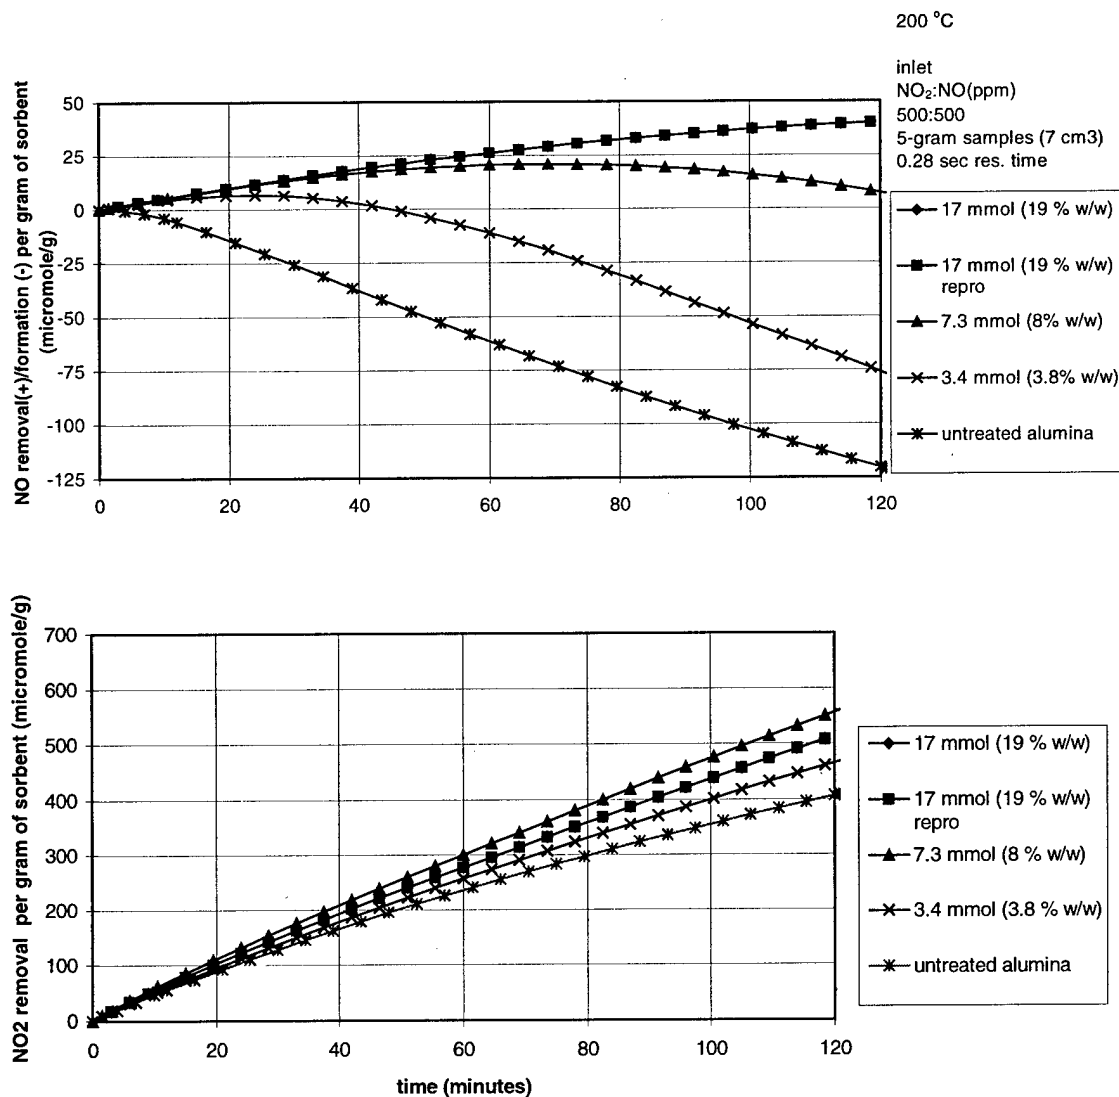 200 °C
inlet
NO₂:NO(ppm)
500:500
5-gram samples (7 cm3)
0.28 sec res. time
NO removal(+)/formation (-) per gram of sorbent
(micromole/g)
50
25
0
-25
-50
-75
-100
-125
0 20 40 60 80 100 120
17 mmol (19 % w/w)
17 mmol (19 % w/w)
repro
7.3 mmol (8% w/w)
3.4 mmol (3.8% w/w)
untreated alumina
NO2 removal per gram of sorbent (micromole/g)
700
600
500
400
300
200
100
0
0 20 40 60 80 100 120
time (minutes)
17 mmol (19 % w/w)
17 mmol (19 % w/w)
repro
7.3 mmol (8 % w/w)
3.4 mmol (3.8 % w/w)
untreated alumina